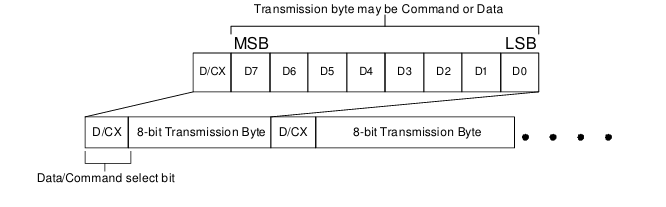 Transmission byte may be Command or Data
MSB LSB
D/CX D7 D6 D5 D4 D3 D2 D1 D0
D/CX 8-bit Transmission Byte D/CX 8-bit Transmission Byte
Data/Command select bit